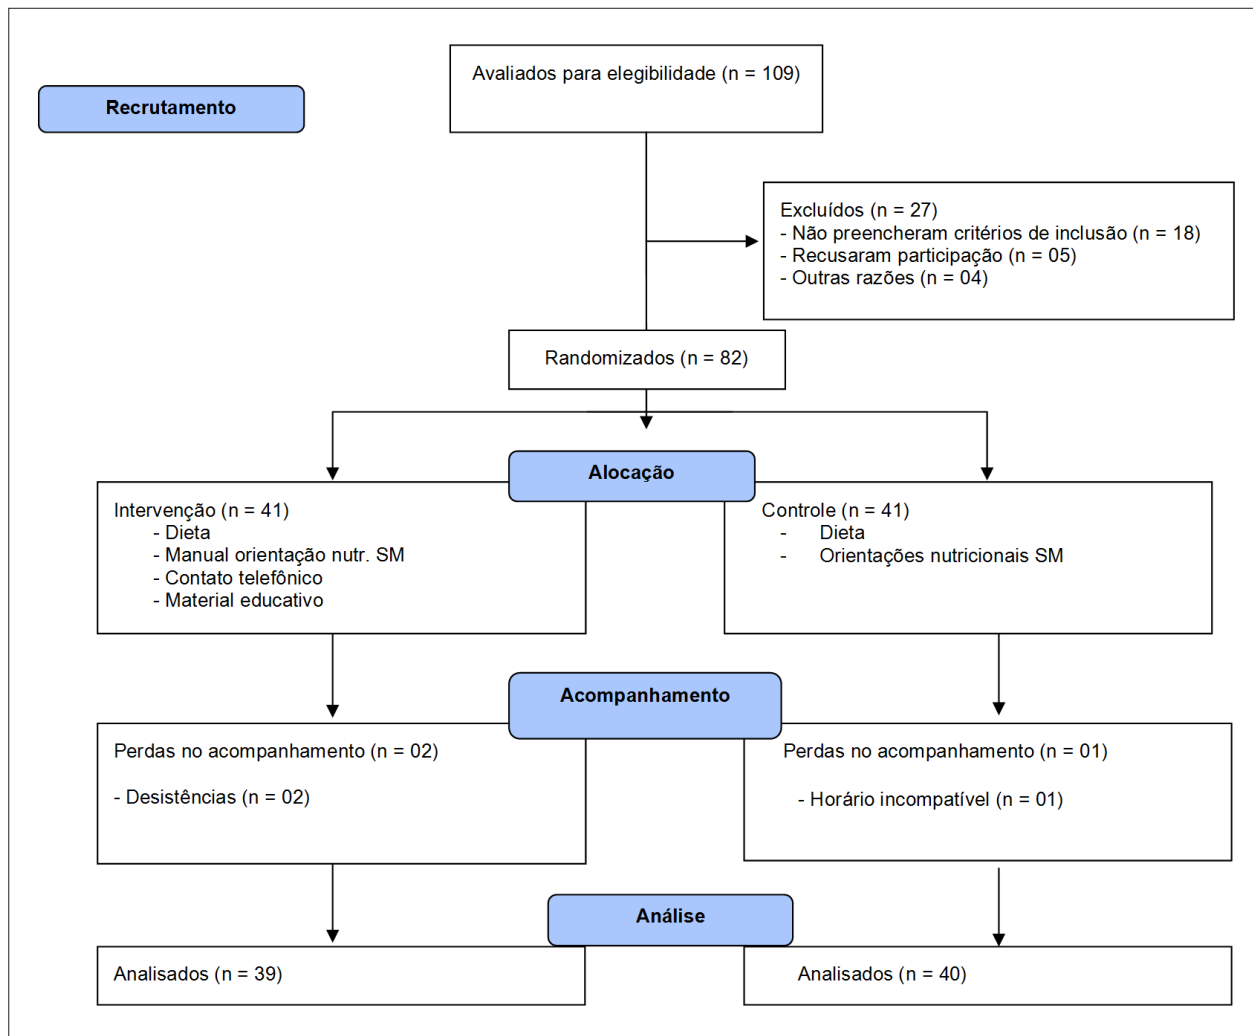 Avaliados para elegibilidade (n = 109)
Recrutamento
Excluídos (n = 27)
- Não preencheram critérios de inclusão (n = 18)
- Recusaram participação (n = 05)
- Outras razões (n = 04)
Randomizados (n = 82)
Alocação
Intervenção (n = 41)
- Dieta
- Manual orientação nutr. SM
- Contato telefônico
- Material educativo
Controle (n = 41)
- Dieta
- Orientações nutricionais SM
Acompanhamento
Perdas no acompanhamento (n = 02)
- Desistências (n = 02)
Perdas no acompanhamento (n = 01)
- Horário incompatível (n = 01)
Análise
Analisados (n = 39)
Analisados (n = 40)